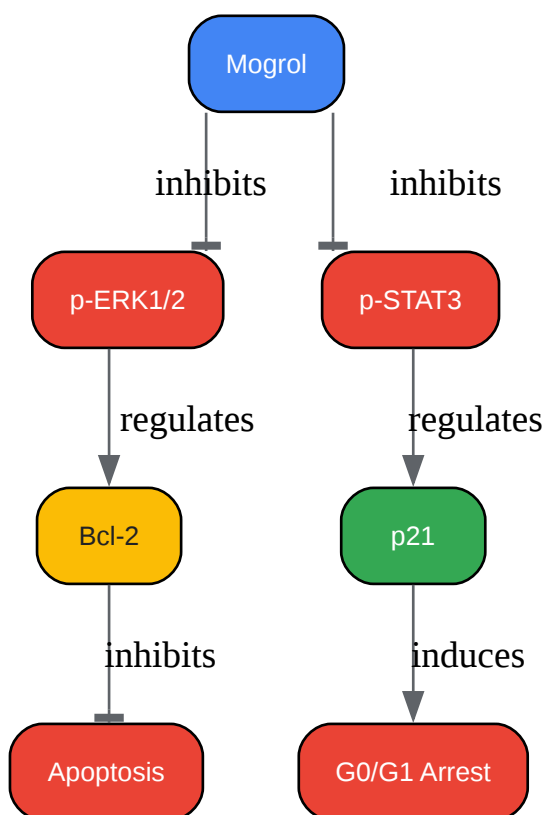 Mogrol
inhibits inhibits
p-ERK1/2 p-STAT3
regulates regulates
Bcl-2 p21
inhibits induces
Apoptosis G0/G1 Arrest